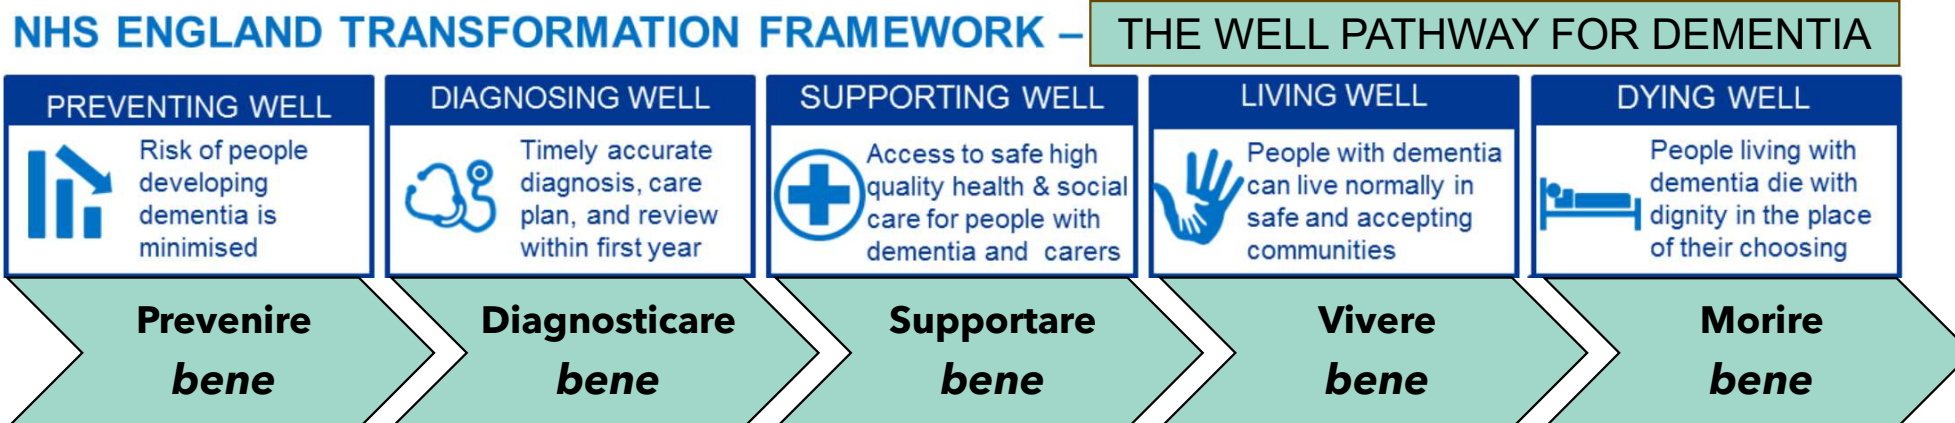 NHS ENGLAND TRANSFORMATION FRAMEWORK – THE WELL PATHWAY FOR DEMENTIA
PREVENTING WELL
Risk of people
developing
dementia is
minimised
DIAGNOSING WELL
Timely accurate
diagnosis, care
plan, and review
within first year
SUPPORTING WELL
Access to safe high
quality health & social
care for people with
dementia and carers
LIVING WELL
People with dementia
can live normally in
safe and accepting
communities
DYING WELL
People living with
dementia die with
dignity in the place
of their choosing
Prevenire
bene
Diagnosticare
bene
Supportare
bene
Vivere
bene
Morire
bene